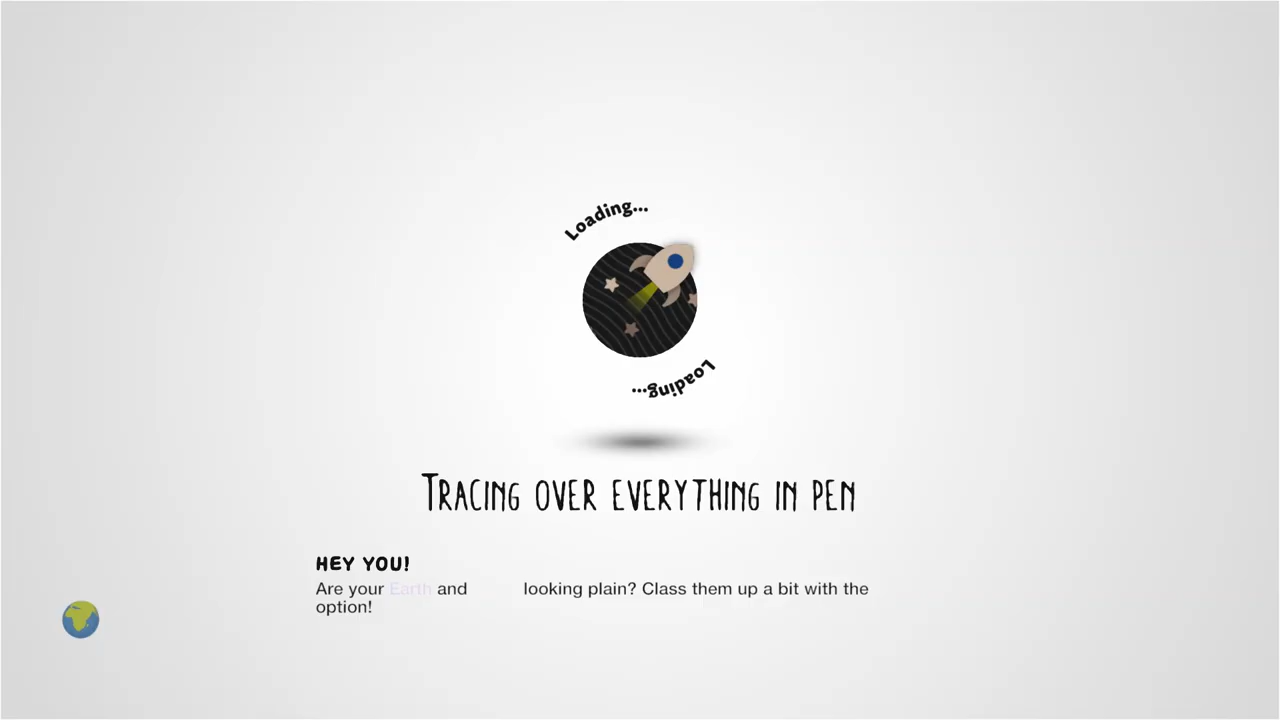 Loading...
Loading...
Tracing over everything in pen
HEY YOU!
Are your Earth and looking plain? Class them up a bit with the
option!